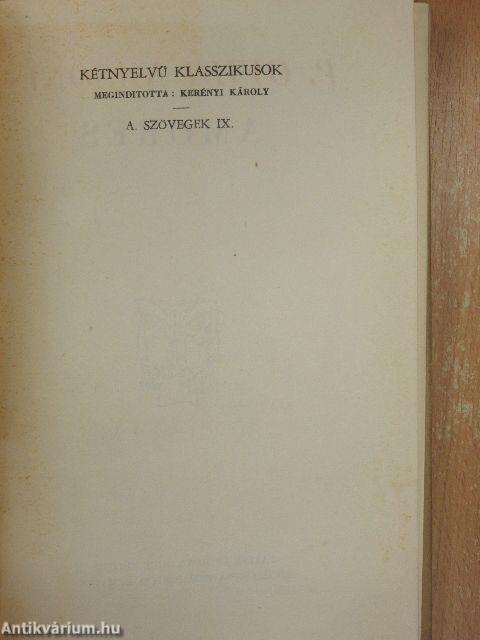 KÉTNYELVŰ KLASSZIKUSOK
MEGINDITOTTA: KERÉNYI KÁROLY
A. SZÖVEGEK IX.
Antikvárium.hu